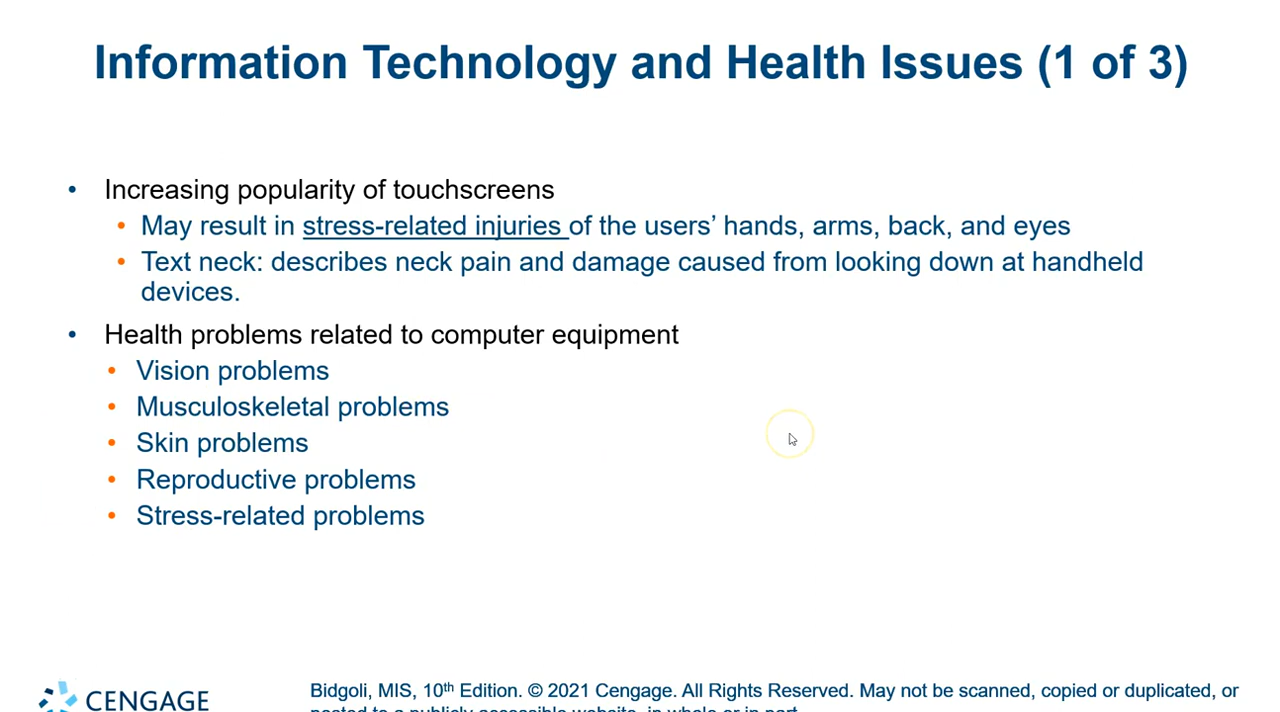 Information Technology and Health Issues (1 of 3)
• Increasing popularity of touchscreens
• May result in stress-related injuries of the users’ hands, arms, back, and eyes
• Text neck: describes neck pain and damage caused from looking down at handheld
devices.
• Health problems related to computer equipment
• Vision problems
• Musculoskeletal problems
• Skin problems
• Reproductive problems
• Stress-related problems
CENGAGE
Bidgoli, MIS, 10th Edition. © 2021 Cengage. All Rights Reserved. May not be scanned, copied or duplicated, or
posted to a publicly accessible website, in whole or in part.